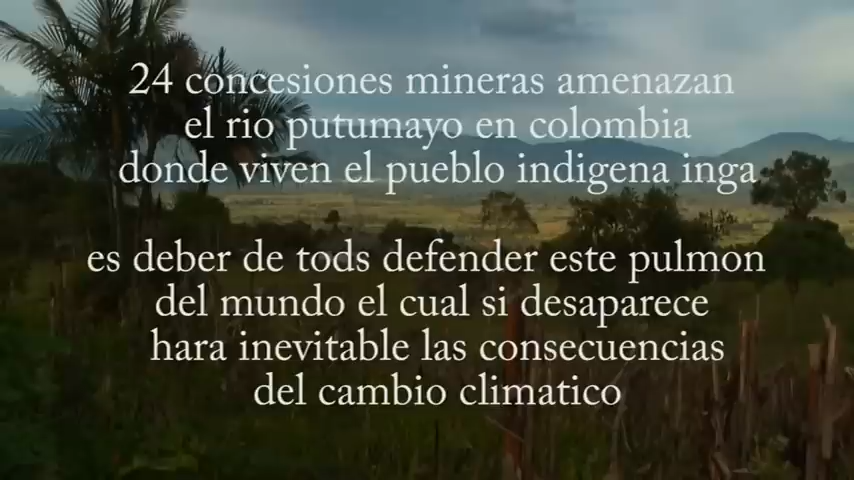 24 concesiones mineras amenazan
el rio putumayo en colombia
donde viven el pueblo indigena inga
es deber de tods defender este pulmon
del mundo el cual si desaparece
hara inevitable las consecuencias
del cambio climatico